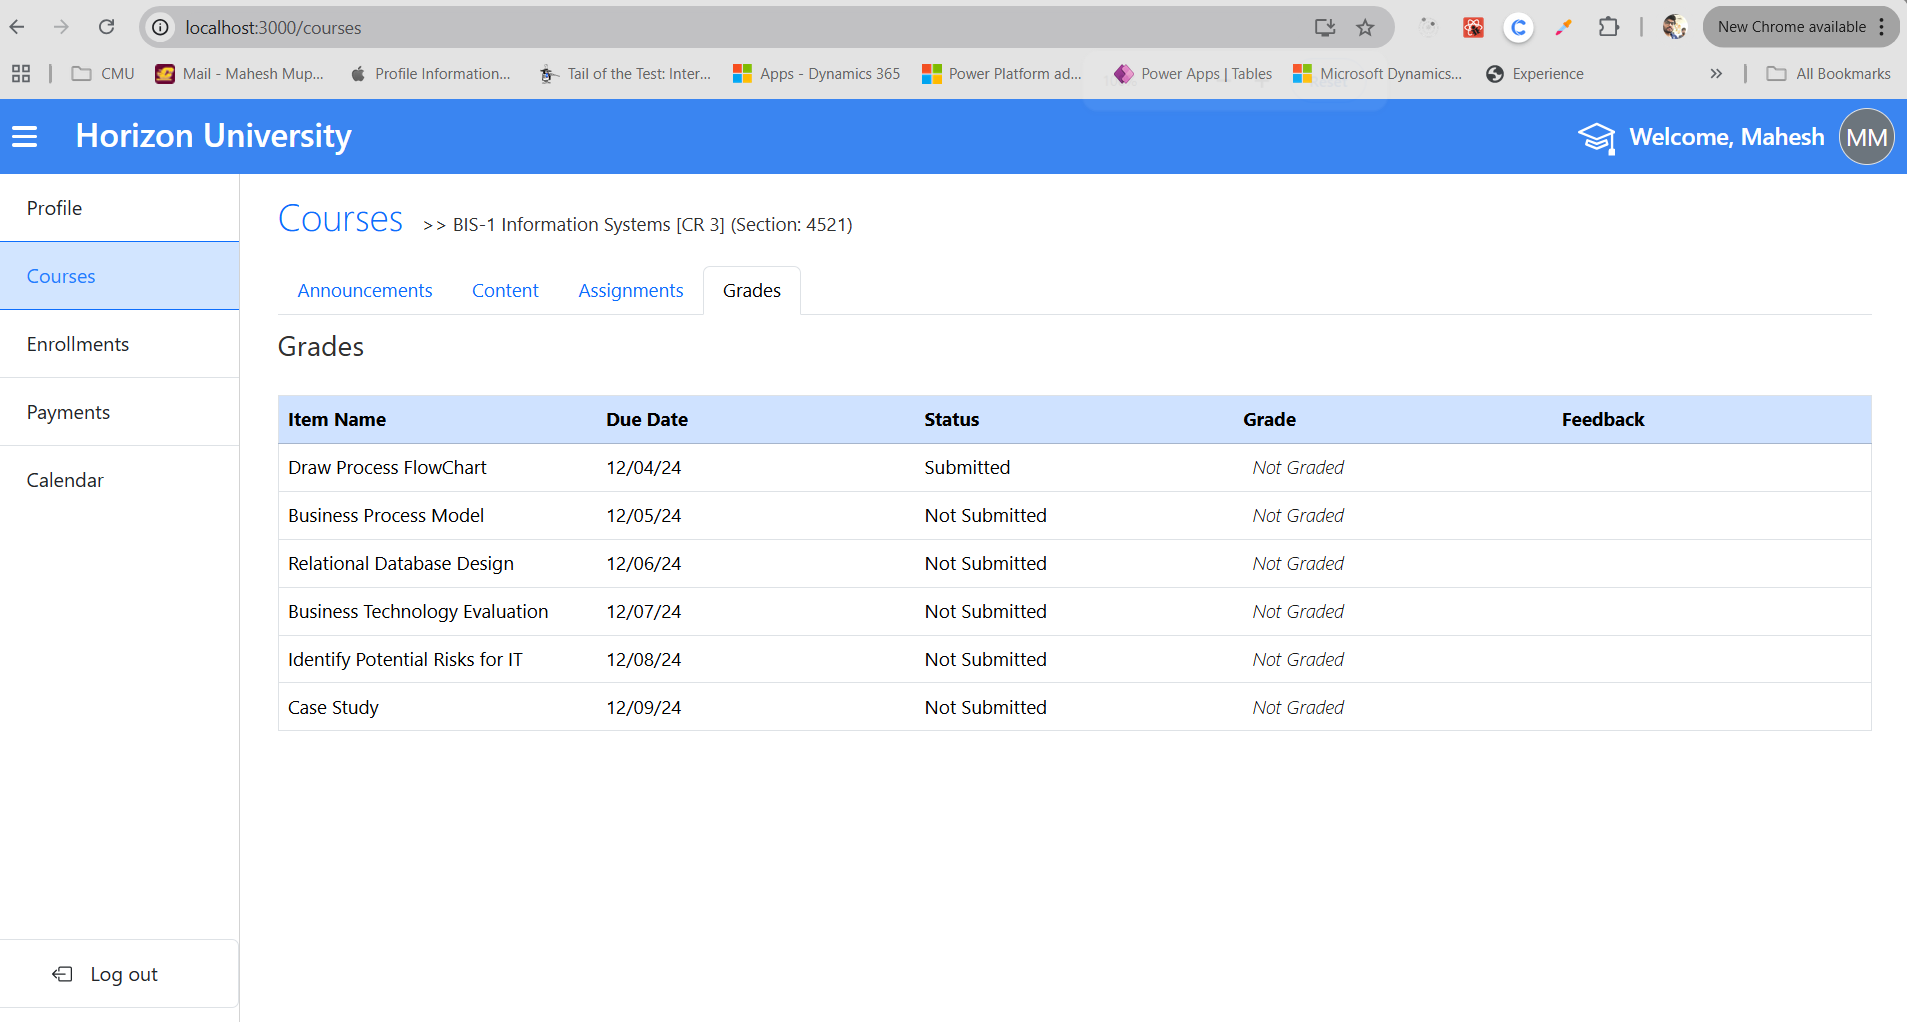 localhost:3000/courses
New Chrome available
CMU
Mail - Mahesh Mup...
Profile Information...
Tail of the Test: Inter...
Apps - Dynamics 365
Power Platform ad...
Power Apps | Tables
Microsoft Dynamics...
Experience
All Bookmarks
Horizon University
Welcome, Mahesh MM
Profile
Courses
Enrollments
Payments
Calendar
Log out
Courses >> BIS-1 Information Systems [CR 3] (Section: 4521)
Announcements Content Assignments Grades
Grades
Item Name Due Date Status Grade Feedback
Draw Process FlowChart 12/04/24 Submitted Not Graded
Business Process Model 12/05/24 Not Submitted Not Graded
Relational Database Design 12/06/24 Not Submitted Not Graded
Business Technology Evaluation 12/07/24 Not Submitted Not Graded
Identify Potential Risks for IT 12/08/24 Not Submitted Not Graded
Case Study 12/09/24 Not Submitted Not Graded